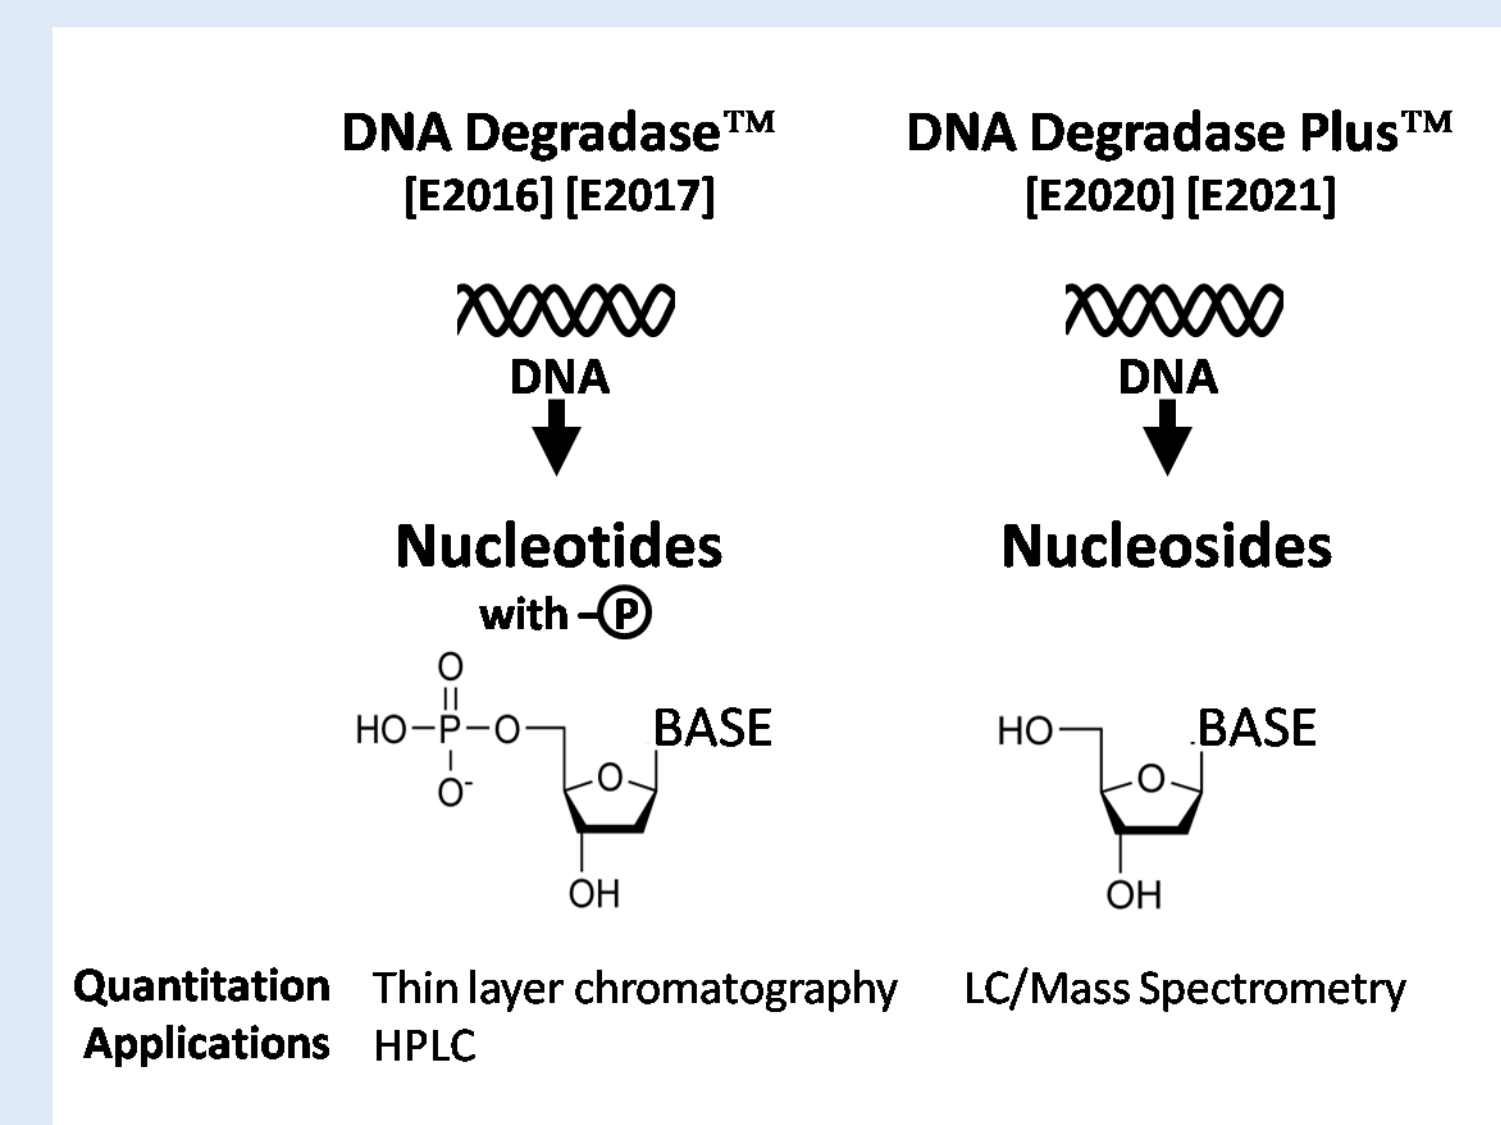 DNA Degradase™
[E2016] [E2017]
DNA
Nucleotides
with –Ⓟ
O
HO–P–O
O-
O
BASE
OH
DNA Degradase Plus™
[E2020] [E2021]
DNA
Nucleosides
HO
O
BASE
OH
Quantitation Applications
Thin layer chromatography
HPLC
LC/Mass Spectrometry